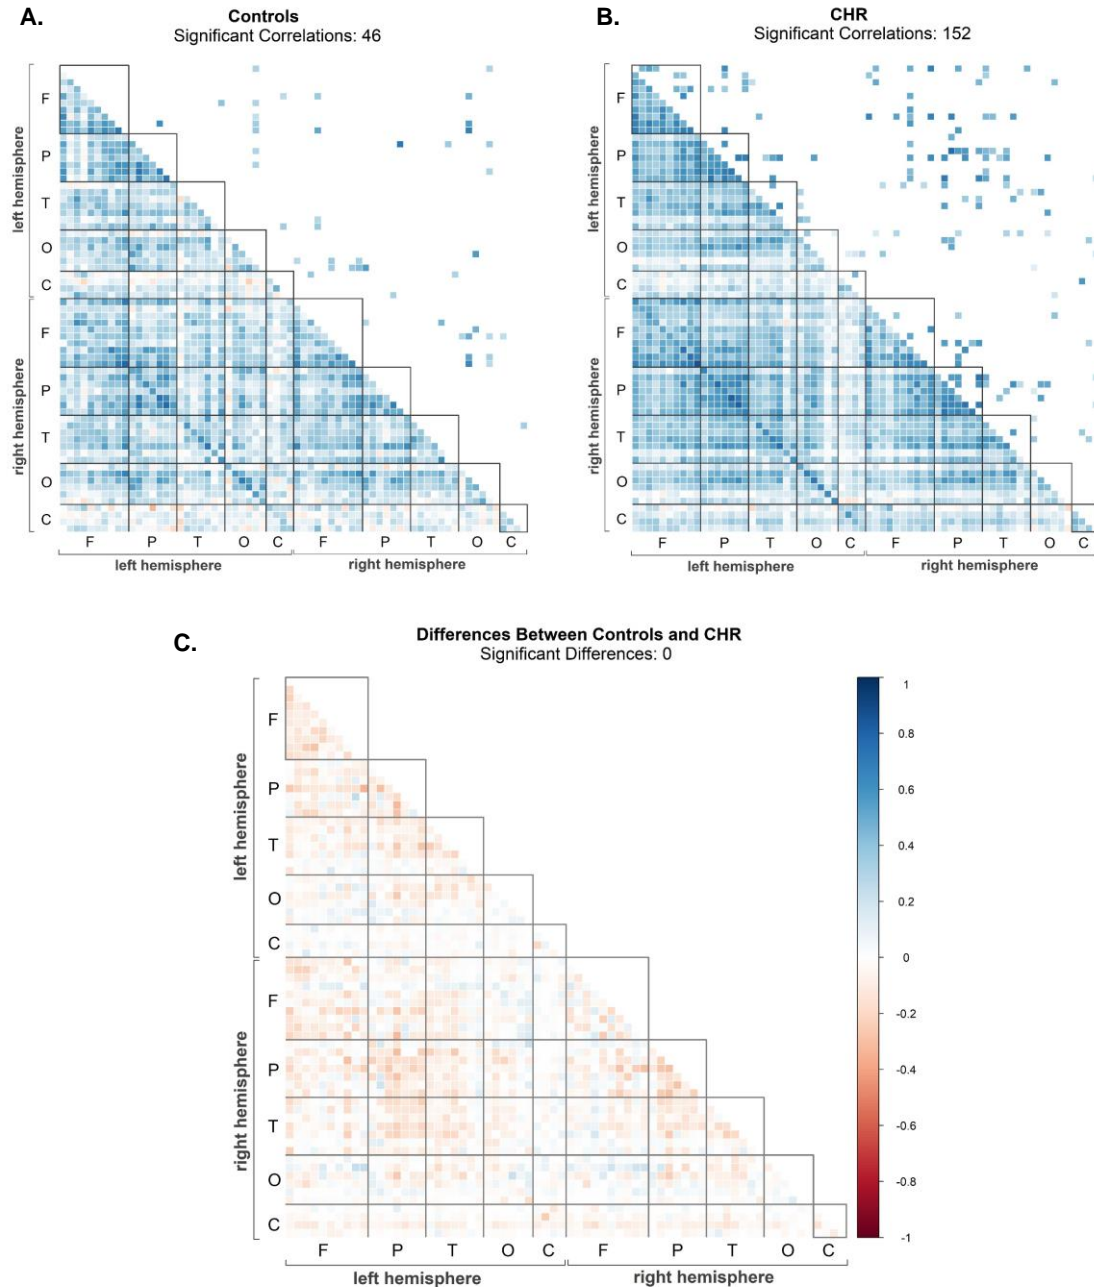 A.
Controls
Significant Correlations: 46
left hemisphere
F
P
T
O
C
right hemisphere
F
P
T
O
C
F P T O C F P T O C
left hemisphere right hemisphere
B.
CHR
Significant Correlations: 152
left hemisphere
F
P
T
O
C
right hemisphere
F
P
T
O
C
F P T O C F P T O C
left hemisphere right hemisphere
C.
Differences Between Controls and CHR
Significant Differences: 0
left hemisphere
F
P
T
O
C
right hemisphere
F
P
T
O
C
F P T O C F P T O C
left hemisphere right hemisphere
1
0.8
0.6
0.4
0.2
0
-0.2
-0.4
-0.6
-0.8
-1